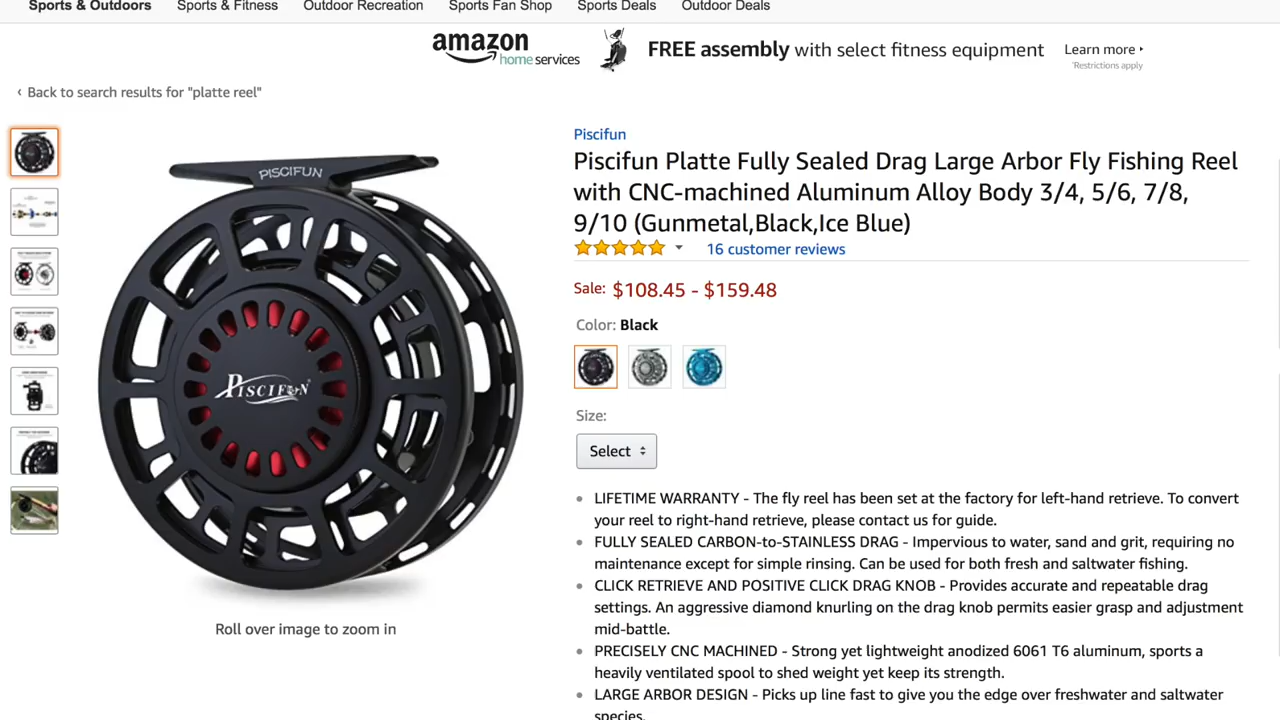 Sports & Outdoors Sports & Fitness Outdoor Recreation Sports Fan Shop Sports Deals Outdoor Deals
amazon
home services
FREE assembly with select fitness equipment
Learn more ▸
*Restrictions apply
‹ Back to search results for "platte reel"
PISCIFUN
PISCIFUN
Roll over image to zoom in
Piscifun
Piscifun Platte Fully Sealed Drag Large Arbor Fly Fishing Reel
with CNC-machined Aluminum Alloy Body 3/4, 5/6, 7/8,
9/10 (Gunmetal,Black,Ice Blue)
16 customer reviews
Sale: $108.45 - $159.48
Color: Black
Size:
Select
• LIFETIME WARRANTY - The fly reel has been set at the factory for left-hand retrieve. To convert
your reel to right-hand retrieve, please contact us for guide.
• FULLY SEALED CARBON-to-STAINLESS DRAG - Impervious to water, sand and grit, requiring no
maintenance except for simple rinsing. Can be used for both fresh and saltwater fishing.
• CLICK RETRIEVE AND POSITIVE CLICK DRAG KNOB - Provides accurate and repeatable drag
settings. An aggressive diamond knurling on the drag knob permits easier grasp and adjustment
mid-battle.
• PRECISELY CNC MACHINED - Strong yet lightweight anodized 6061 T6 aluminum, sports a
heavily ventilated spool to shed weight yet keep its strength.
• LARGE ARBOR DESIGN - Picks up line fast to give you the edge over freshwater and saltwater
species.